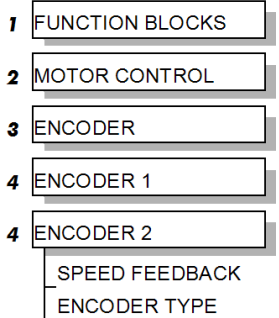 1 FUNCTION BLOCKS
2 MOTOR CONTROL
3 ENCODER
4 ENCODER 1
4 ENCODER 2
SPEED FEEDBACK
ENCODER TYPE